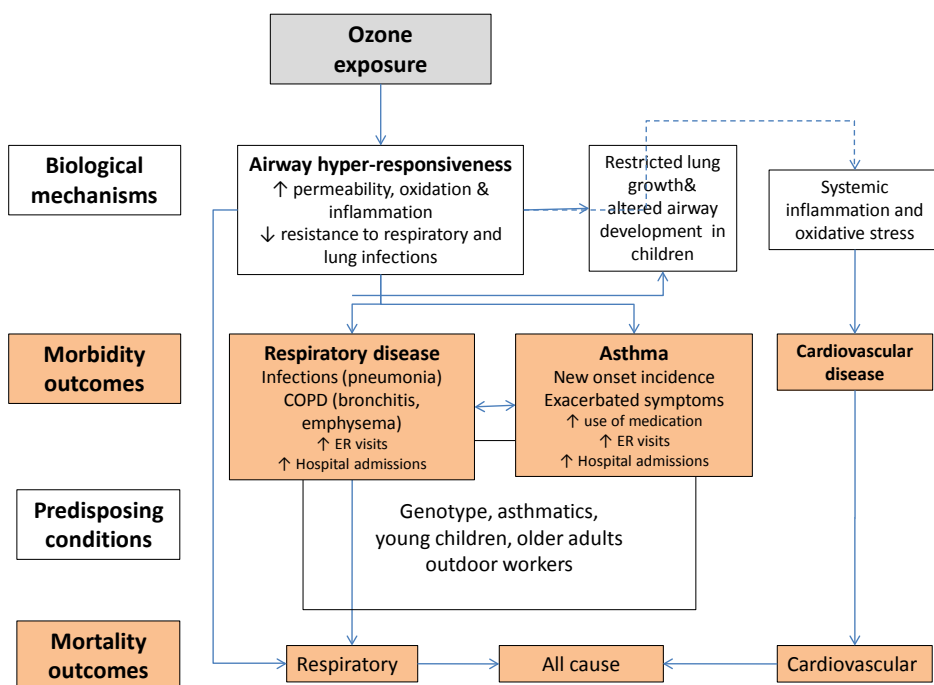 Ozone
exposure
Biological
mechanisms
Airway hyper-responsiveness
↑ permeability, oxidation &
inflammation
↓ resistance to respiratory and
lung infections
Restricted lung
growth&
altered airway
development in
children
Systemic
inflammation and
oxidative stress
Morbidity
outcomes
Respiratory disease
Infections (pneumonia)
COPD (bronchitis,
emphysema)
↑ ER visits
↑ Hospital admissions
Asthma
New onset incidence
Exacerbated symptoms
↑ use of medication
↑ ER visits
↑ Hospital admissions
Cardiovascular
disease
Predisposing
conditions
Genotype, asthmatics,
young children, older adults
outdoor workers
Mortality
outcomes
Respiratory
All cause
Cardiovascular